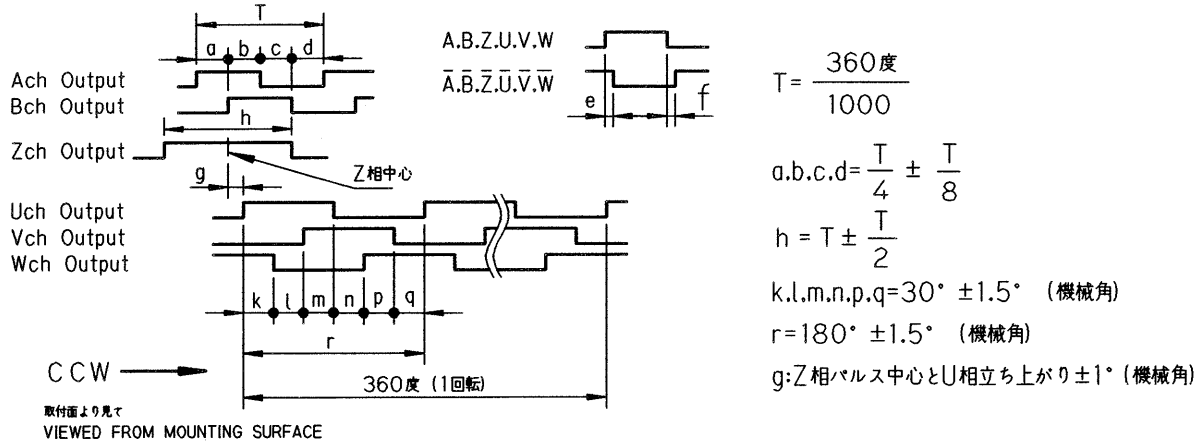 T
a b c d
Ach Output
Bch Output
h
Zch Output
Z相中心
g
Uch Output
Vch Output
Wch Output
k l m n p q
r
360度 (1回転)
CCW
取付面より見て
VIEWED FROM MOUNTING SURFACE
A.B.Z.U.V.W
A̅.B̅.Z̅.U̅.V̅.W̅
e f
T= 360度 / 1000
a.b.c.d= T/4 ± T/8
h = T ± T/2
k.l.m.n.p.q=30° ±1.5° (機械角)
r=180° ±1.5° (機械角)
g:Z相パルス中心とU相立ち上がり±1° (機械角)